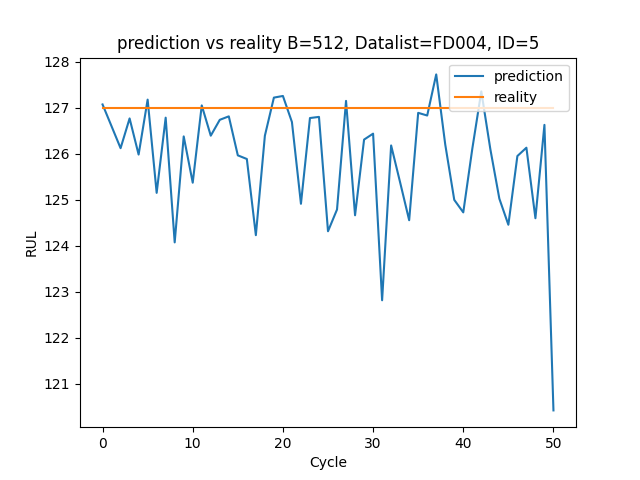 prediction vs reality B=512, Datalist=FD004, ID=5
prediction
reality
128
127
126
125
124
123
122
121
RUL
0 10 20 30 40 50
Cycle